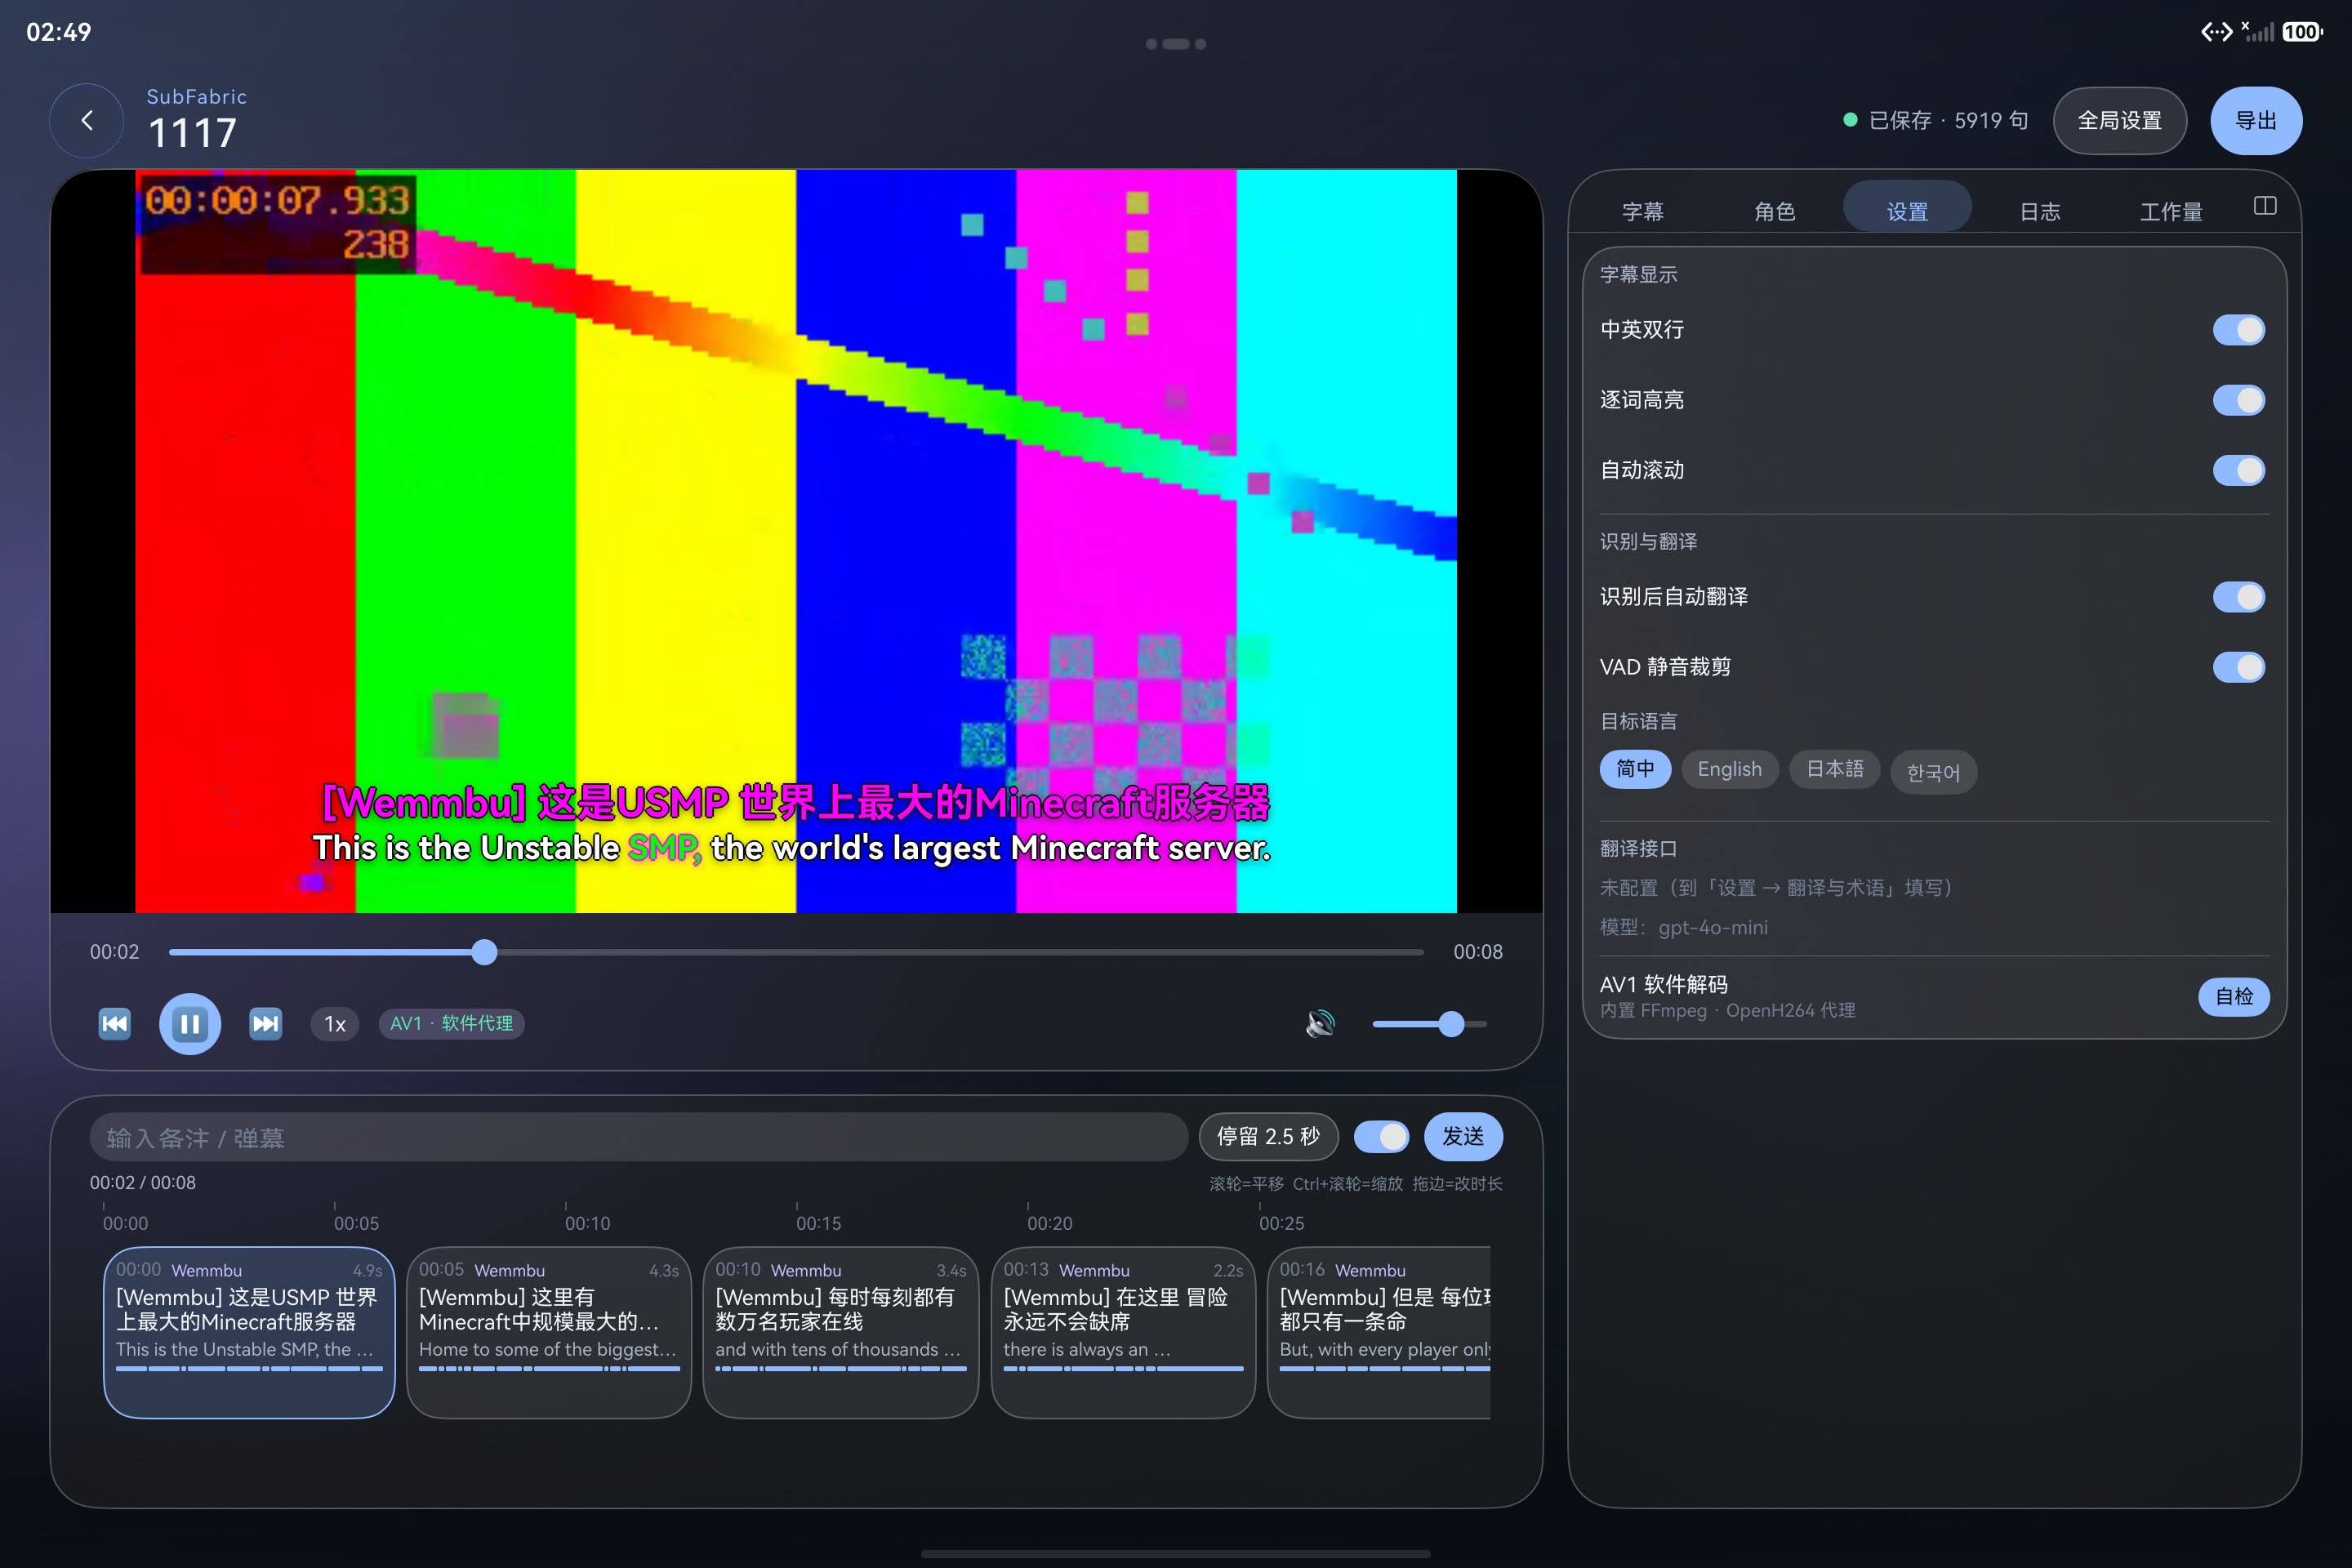 02:49
100
SubFabric
1117
已保存 · 5919 句
全局设置
导出
00:00:07.933
238
[Wemmbu] 这是USMP 世界上最大的Minecraft服务器
This is the Unstable SMP, the world's largest Minecraft server.
00:02
00:08
1x
AV1 · 软件代理
输入备注 / 弹幕
停留 2.5 秒
发送
00:02 / 00:08
滚轮=平移 Ctrl+滚轮=缩放 拖边=改时长
00:00
00:05
00:10
00:15
00:20
00:25
00:00 Wemmbu 4.9s
[Wemmbu] 这是USMP 世界
上最大的Minecraft服务器
This is the Unstable SMP, the ...
00:05 Wemmbu 4.3s
[Wemmbu] 这里有
Minecraft中规模最大的...
Home to some of the biggest...
00:10 Wemmbu 3.4s
[Wemmbu] 每时每刻都有
数万名玩家在线
and with tens of thousands ...
00:13 Wemmbu 2.2s
[Wemmbu] 在这里 冒险
永远不会缺席
there is always an ...
00:16 Wemmbu
[Wemmbu] 但是 每位
都只有一条命
But, with every player only
字幕
角色
设置
日志
工作量
字幕显示
中英双行
逐词高亮
自动滚动
识别与翻译
识别后自动翻译
VAD 静音裁剪
目标语言
简中
English
日本語
한국어
翻译接口
未配置（到「设置 → 翻译与术语」填写）
模型：gpt-4o-mini
AV1 软件解码
内置 FFmpeg · OpenH264 代理
自检